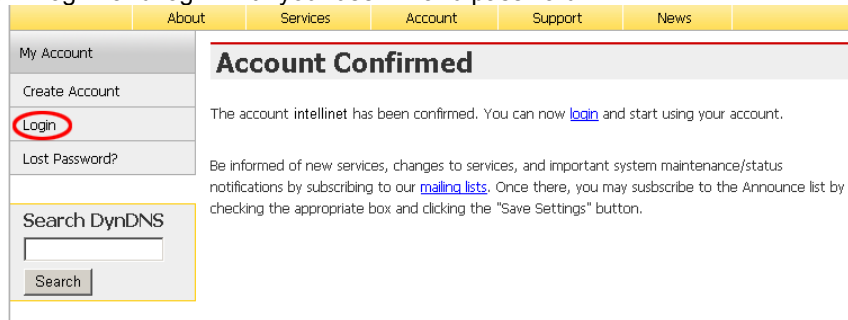 About Services Account Support News
My Account
Create Account
Login
Lost Password?
Search DynDNS
Search
Account Confirmed
The account intellinet has been confirmed. You can now login and start using your account.
Be informed of new services, changes to services, and important system maintenance/status
notifications by subscribing to our mailing lists. Once there, you may susbscribe to the Announce list by
checking the appropriate box and clicking the "Save Settings" button.